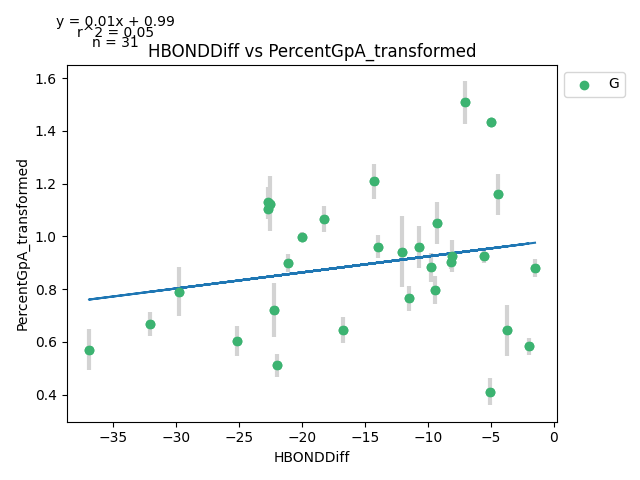 y = 0.01x + 0.99
r^2 = 0.05
n = 31
HBONDDiff vs PercentGpA_transformed
G
PercentGpA_transformed
1.6
1.4
1.2
1.0
0.8
0.6
0.4
−35
−30
−25
−20
−15
−10
−5
0
HBONDDiff